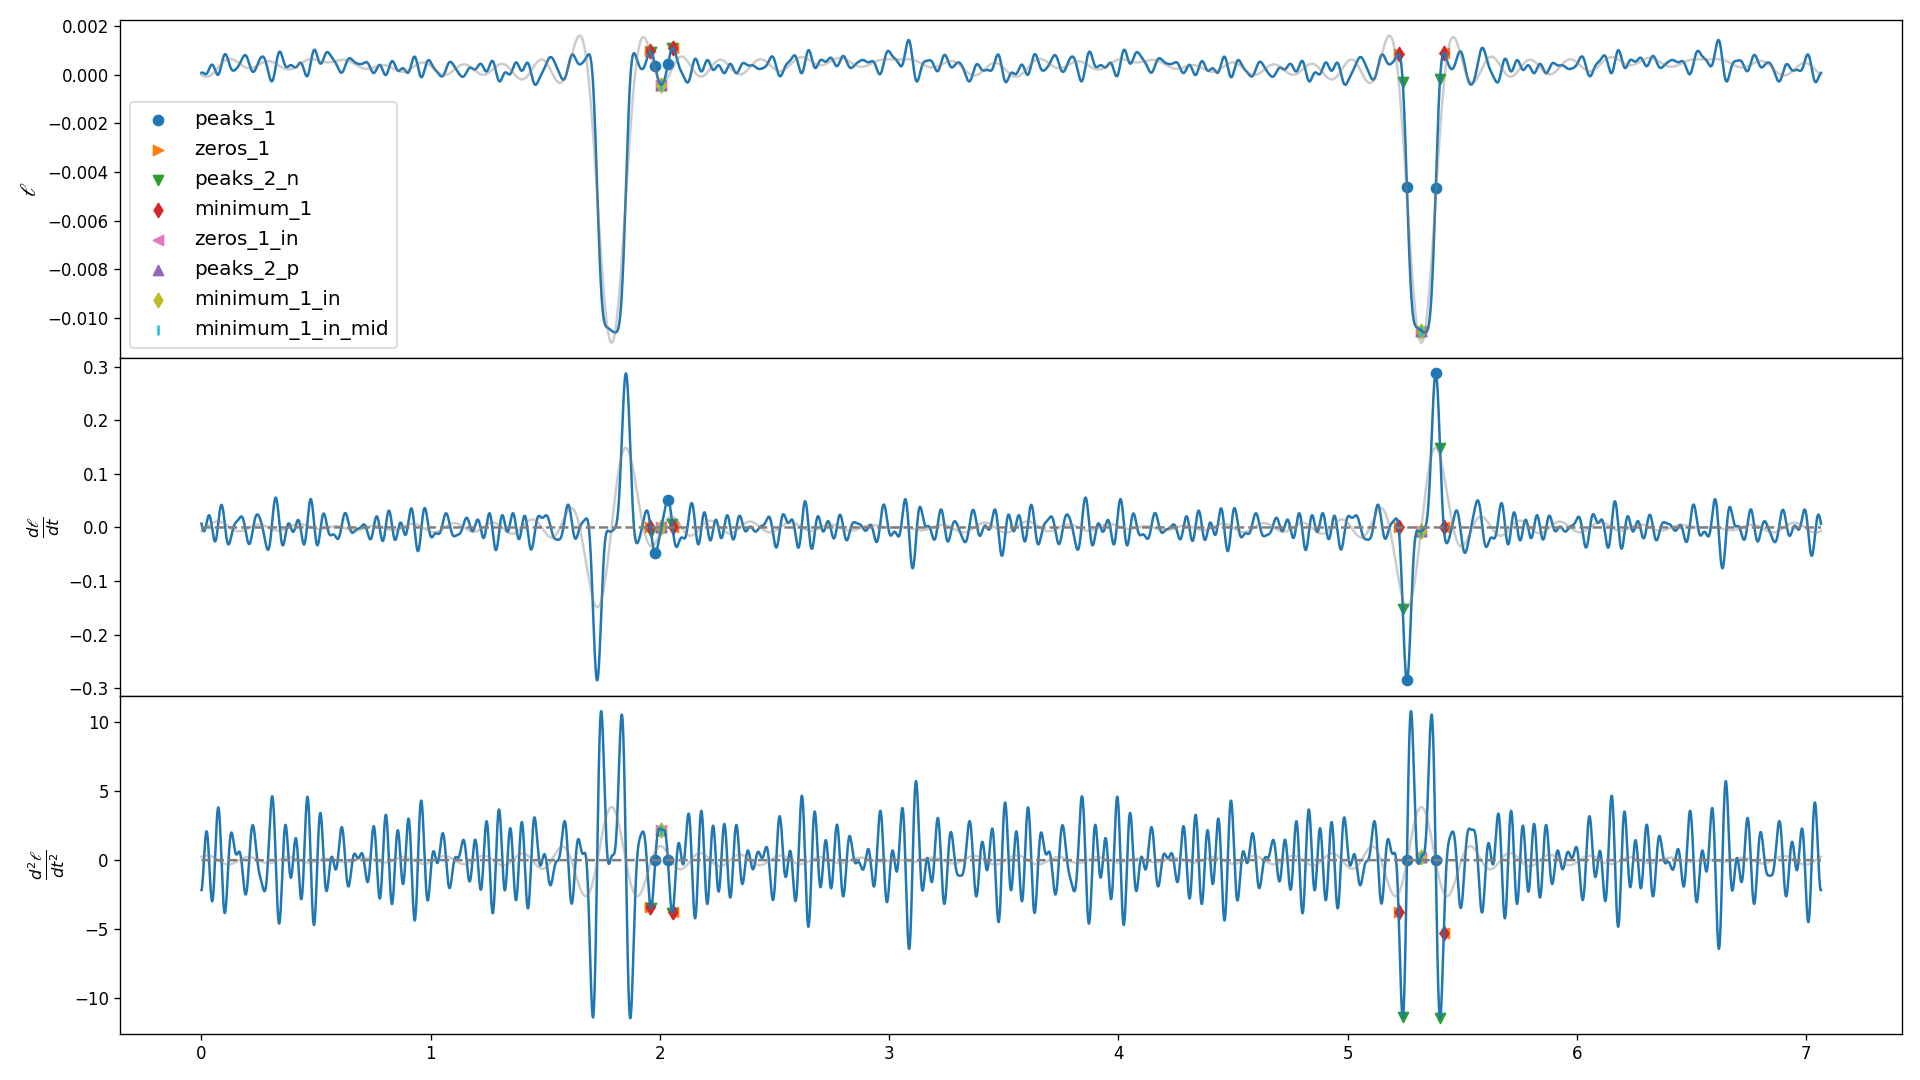 0.002
0.000
−0.002
−0.004
−0.006
−0.008
−0.010
ℓ
peaks_1
zeros_1
peaks_2_n
minimum_1
zeros_1_in
peaks_2_p
minimum_1_in
minimum_1_in_mid
0.3
0.2
0.1
0.0
−0.1
−0.2
−0.3
dℓ
dt
10
5
0
−5
−10
d²ℓ
dt²
0 1 2 3 4 5 6 7